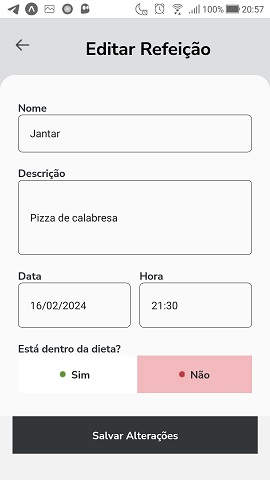 100% 20:57
Editar Refeição
Nome
Jantar
Descrição
Pizza de calabresa
Data Hora
16/02/2024 21:30
Está dentro da dieta?
Sim Não
Salvar Alterações